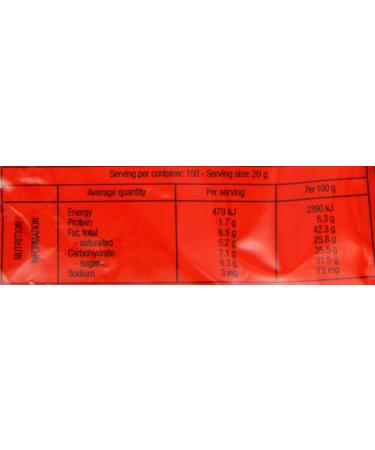 Serving per container: 150 - Serving size: 20 g
NUTRITION INFORMATION
Average quantity Per serving Per 100 g
Energy 479 kJ 2390 kJ
Protein 1.7 g 8,3 g
Fat, total 8.5 g 42.3 g
- saturated 5.2 g 25.8 g
Carbohydrate 7.1 g 35.5 g
- sugar 6.3 g 31.5 g
Sodium 3 mg 13 mg